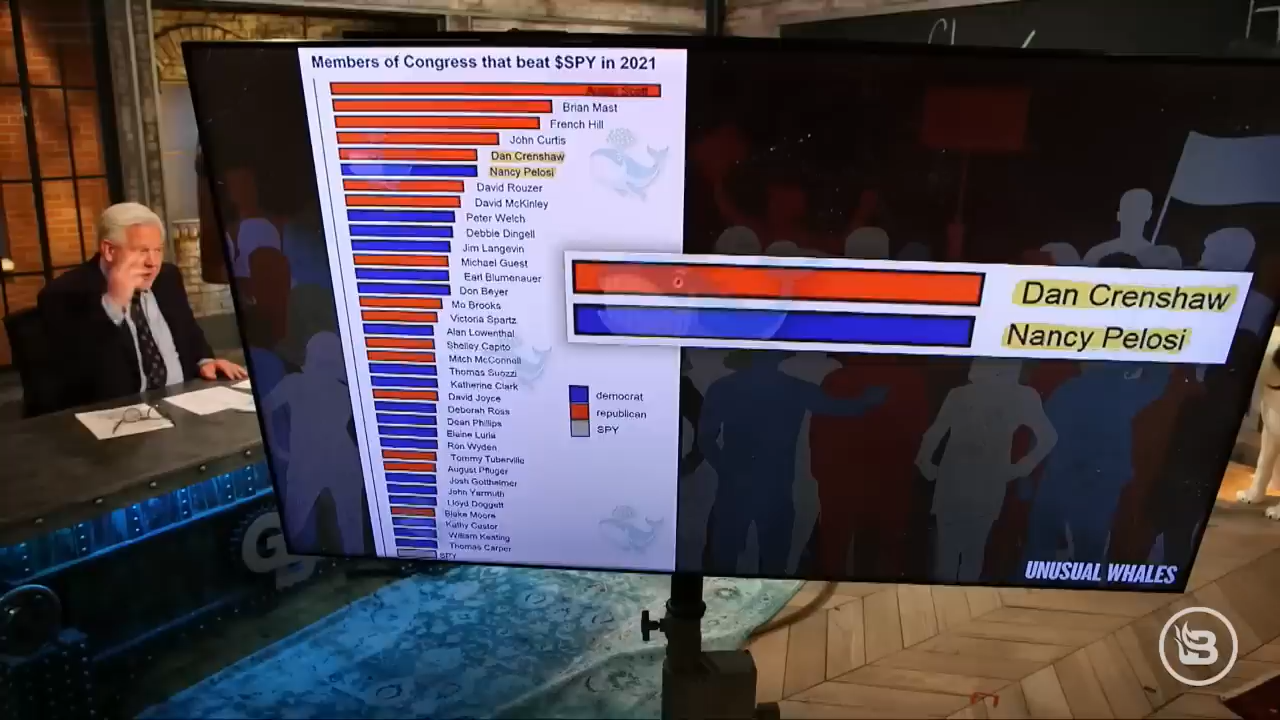 Members of Congress that beat $SPY in 2021
Austin Scott
Brian Mast
French Hill
John Curtis
Dan Crenshaw
Nancy Pelosi
David Rouzer
David McKinley
Peter Welch
Debbie Dingell
Jim Langevin
Michael Guest
Earl Blumenauer
Don Beyer
Mo Brooks
Victoria Spartz
Alan Lowenthal
Shelley Capito
Mitch McConnell
Thomas Suozzi
Katherine Clark
David Joyce
Deborah Ross
Dean Phillips
Elaine Luria
Ron Wyden
Tommy Tuberville
August Pfluger
Josh Gottheimer
John Yarmuth
Lloyd Doggett
Blake Moore
Kathy Castor
William Keating
Thomas Carper
SPY
democrat
republican
SPY
Dan Crenshaw
Nancy Pelosi
UNUSUAL WHALES
GB
B